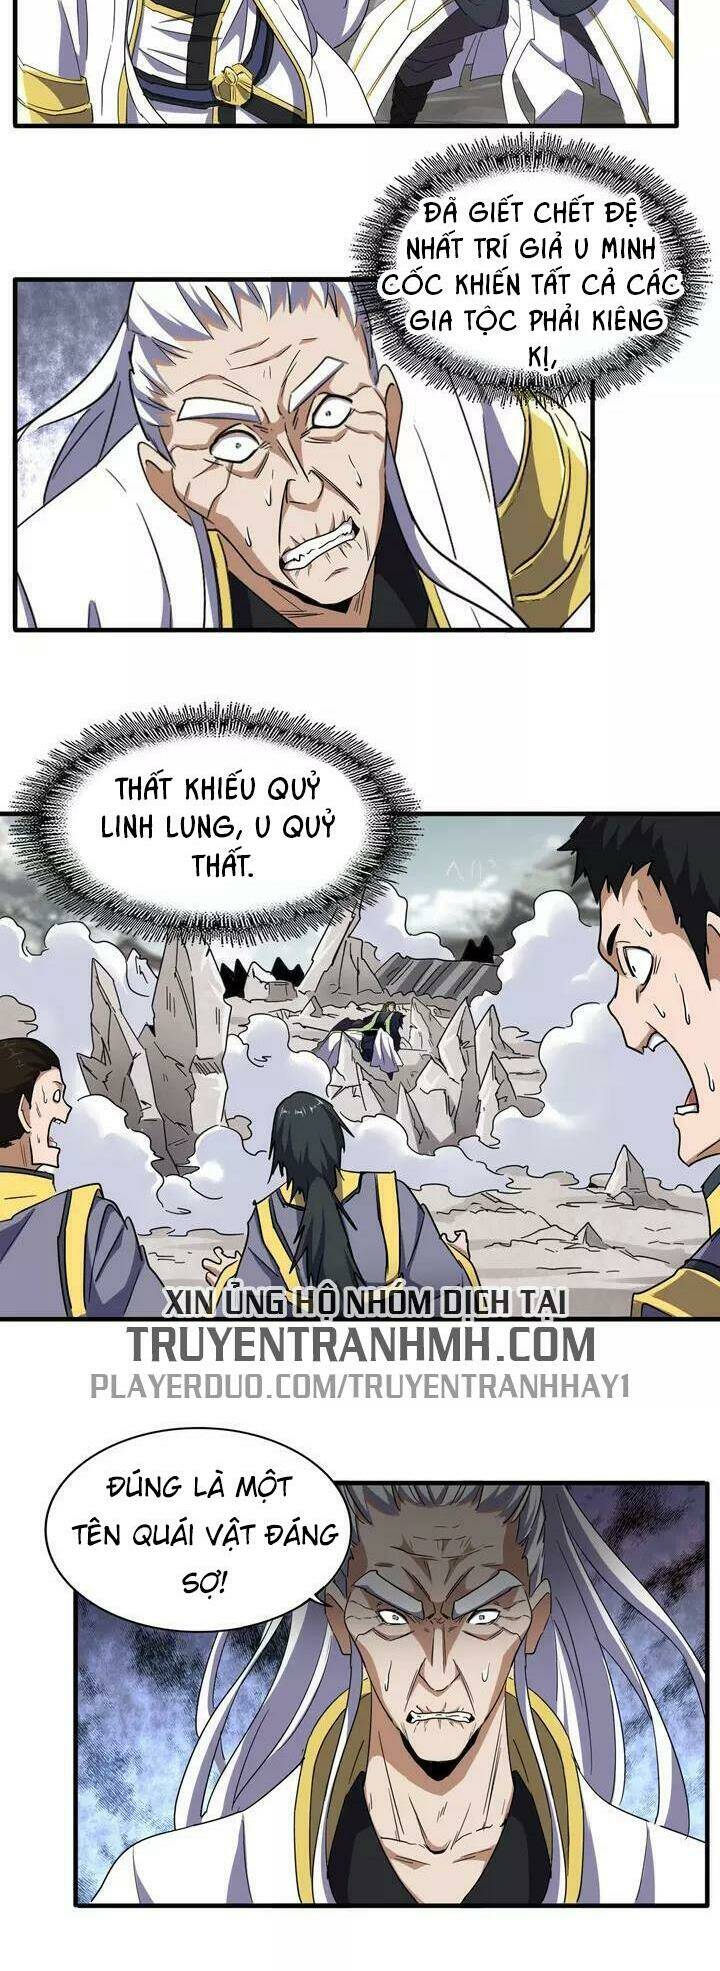 ĐÃ GIẾT CHẾT ĐỆ
NHẤT TRÍ GIẢ U MINH
CỐC KHIẾN TẤT CẢ CÁC
GIA TỘC PHẢI KIÊNG
KỊ,
THẤT KHIẾU QUỶ
LINH LUNG, U QUỶ
THẤT.
XIN ỦNG HỘ NHÓM DỊCH TẠI
TRUYENTRANHMH.COM
PLAYERDUO.COM/TRUYENTRANHHAY1
ĐÚNG LÀ MỘT
TÊN QUÁI VẬT ĐÁNG
SỢ!